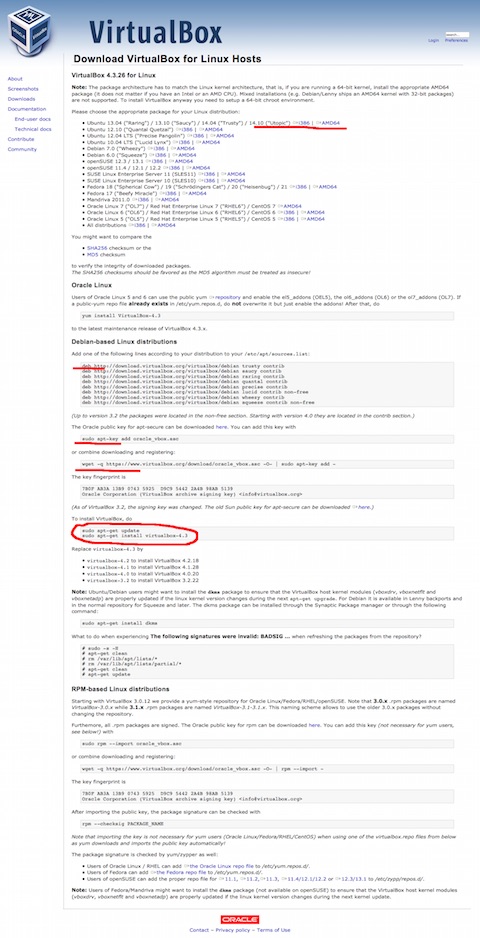 VirtualBox
search...
Login Preferences
Download VirtualBox for Linux Hosts
About
Screenshots
Downloads
Documentation
End-user docs
Technical docs
Contribute
Community
VirtualBox 4.3.26 for Linux
Note: The package architecture has to match the Linux kernel architecture, that is, if you are running a 64-bit kernel, install the appropriate AMD64
package (it does not matter if you have an Intel or an AMD CPU). Mixed installations (e.g. Debian/Lenny ships an AMD64 kernel with 32-bit packages)
are not supported. To install VirtualBox anyway you need to setup a 64-bit chroot environment.
Please choose the appropriate package for your Linux distribution:
Ubuntu 13.04 ("Raring") / 13.10 ("Saucy") / 14.04 ("Trusty") / 14.10 ("Utopic") i386 | AMD64
Ubuntu 12.10 ("Quantal Quetzal") i386 | AMD64
Ubuntu 12.04 LTS ("Precise Pangolin") i386 | AMD64
Ubuntu 10.04 LTS ("Lucid Lynx") i386 | AMD64
Debian 7.0 ("Wheezy") i386 | AMD64
Debian 6.0 ("Squeeze") i386 | AMD64
openSUSE 12.3 / 13.1 i386 | AMD64
openSUSE 11.4 / 12.1 / 12.2 i386 | AMD64
SUSE Linux Enterprise Server 11 (SLES11) i386 | AMD64
SUSE Linux Enterprise Server 10 (SLES10) i386 | AMD64
Fedora 18 ("Spherical Cow") / 19 ("Schrödingers Cat") / 20 ("Heisenbug") / 21 i386 | AMD64
Fedora 17 ("Beefy Miracle") i386 | AMD64
Mandriva 2011.0 i386 | AMD64
Oracle Linux 7 ("OL7") / Red Hat Enterprise Linux 7 ("RHEL7") / CentOS 7 AMD64
Oracle Linux 6 ("OL6") / Red Hat Enterprise Linux 6 ("RHEL6") / CentOS 6 i386 | AMD64
Oracle Linux 5 ("OL5") / Red Hat Enterprise Linux 5 ("RHEL5") / CentOS 5 i386 | AMD64
All distributions i386 | AMD64
You might want to compare the
SHA256 checksum or the
MD5 checksum
to verify the integrity of downloaded packages.
The SHA256 checksums should be favored as the MD5 algorithm must be treated as insecure!
Oracle Linux
Users of Oracle Linux 5 and 6 can use the public yum repository and enable the el5_addons (OEL5), the ol6_addons (OL6) or the ol7_addons (OL7). If
a public-yum repo file already exists in /etc/yum.repos.d, do not overwrite it but just enable the addons! After that, do
yum install VirtualBox-4.3
to the latest maintenance release of VirtualBox 4.3.x.
Debian-based Linux distributions
Add one of the following lines according to your distribution to your /etc/apt/sources.list:
deb http://download.virtualbox.org/virtualbox/debian trusty contrib
deb http://download.virtualbox.org/virtualbox/debian saucy contrib
deb http://download.virtualbox.org/virtualbox/debian raring contrib
deb http://download.virtualbox.org/virtualbox/debian quantal contrib
deb http://download.virtualbox.org/virtualbox/debian precise contrib
deb http://download.virtualbox.org/virtualbox/debian lucid contrib non-free
deb http://download.virtualbox.org/virtualbox/debian wheezy contrib
deb http://download.virtualbox.org/virtualbox/debian squeeze contrib non-free
(Up to version 3.2 the packages were located in the non-free section. Starting with version 4.0 they are located in the contrib section.)
The Oracle public key for apt-secure can be downloaded here. You can add this key with
sudo apt-key add oracle_vbox.asc
or combine downloading and registering:
wget -q https://www.virtualbox.org/download/oracle_vbox.asc -O- | sudo apt-key add -
The key fingerprint is
7B0F AB3A 13B9 0743 5925 D9C9 5442 2A4B 98AB 5139
Oracle Corporation (VirtualBox archive signing key) <info@virtualbox.org>
(As of VirtualBox 3.2, the signing key was changed. The old Sun public key for apt-secure can be downloaded here.)
To install VirtualBox, do
sudo apt-get update
sudo apt-get install virtualbox-4.3
Replace virtualbox-4.3 by
virtualbox-4.2 to install VirtualBox 4.2.18
virtualbox-4.1 to install VirtualBox 4.1.28
virtualbox-4.0 to install VirtualBox 4.0.20
virtualbox-3.2 to install VirtualBox 3.2.22
Note: Ubuntu/Debian users might want to install the dkms package to ensure that the VirtualBox host kernel modules (vboxdrv, vboxnetflt and
vboxnetadp) are properly updated if the linux kernel version changes during the next apt-get upgrade. For Debian it is available in Lenny backports and
in the normal repository for Squeeze and later. The dkms package can be installed through the Synaptic Package manager or through the following
command:
sudo apt-get install dkms
What to do when experiencing The following signatures were invalid: BADSIG ... when refreshing the packages from the repository?
# sudo -s -H
# apt-get clean
# rm /var/lib/apt/lists/*
# rm /var/lib/apt/lists/partial/*
# apt-get clean
# apt-get update
RPM-based Linux distributions
Starting with VirtualBox 3.0.12 we provide a yum-style repository for Oracle Linux/Fedora/RHEL/openSUSE. Note that 3.0.x .rpm packages are named
VirtualBox-3.0.x while 3.1.x .rpm packages are named VirtualBox-3.1-3.1.x. This naming scheme allows to use the older 3.0.x packages without
changing the repository.
Furthermore, all .rpm packages are signed. The Oracle public key for rpm can be downloaded here. You can add this key (not necessary for yum users,
see below!) with
sudo rpm --import oracle_vbox.asc
or combine downloading and registering:
wget -q https://www.virtualbox.org/download/oracle_vbox.asc -O- | rpm --import -
The key fingerprint is
7B0F AB3A 13B9 0743 5925 D9C9 5442 2A4B 98AB 5139
Oracle Corporation (VirtualBox archive signing key) <info@virtualbox.org>
After importing the public key, the package signature can be checked with
rpm --checksig PACKAGE_NAME
Note that importing the key is not necessary for yum users (Oracle Linux/Fedora/RHEL/CentOS) when using one of the virtualbox.repo files from below
as yum downloads and imports the public key automatically!
The package signature is checked by yum/zypper as well:
Users of Oracle Linux / RHEL can add the Oracle Linux repo file to /etc/yum.repos.d/.
Users of Fedora can add the Fedora repo file to /etc/yum.repos.d/.
Users of openSUSE can add the proper repo file for 11.1, 11.2, 11.3, 11.4/12.1/12.2 or 12.3/13.1 to /etc/zypp/repos.d/.
Note: Users of Fedora/Mandriva might want to install the dkms package (not available on openSUSE) to ensure that the VirtualBox host kernel modules
(vboxdrv, vboxnetflt and vboxnetadp) are properly updated if the linux kernel version changes during the next kernel update.
ORACLE
Contact – Privacy policy – Terms of Use